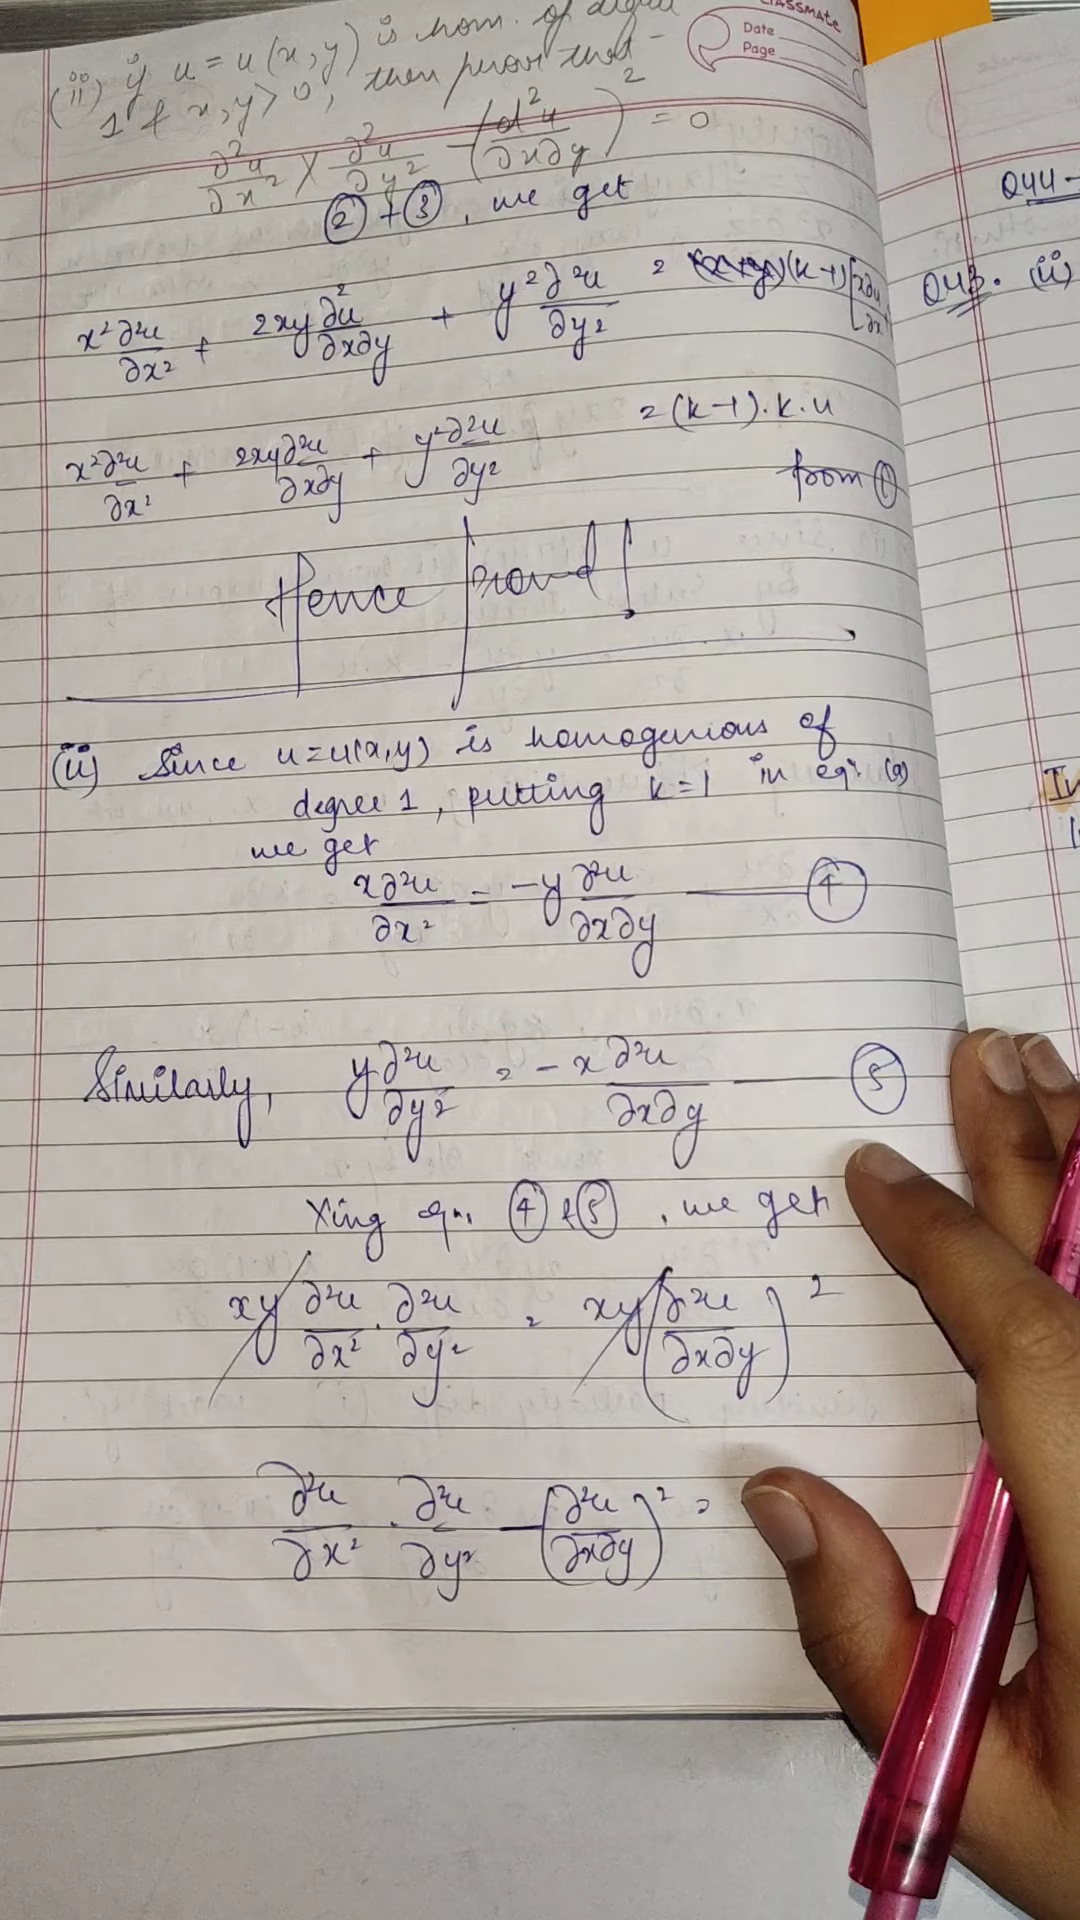 CLASSMATE
Date
Page
(ii) if u = u(x,y) is hom. of degree
1 & x,y>0, then prove that
∂²u/∂x² × ∂²u/∂y² - (∂²u/∂x∂y)² = 0
② + ③, we get
x²∂²u/∂x² + 2xy∂²u/∂x∂y + y²∂²u/∂y² = (x+y)(k-1)[x∂u/∂x
x²∂²u/∂x² + 2xy∂²u/∂x∂y + y²∂²u/∂y² = (k-1).k.u
from ①
Hence proved
(ii) Since u=u(x,y) is homogenious of
degree 1, putting k=1 in eqn. (a)
we get
x∂²u/∂x² = -y ∂²u/∂x∂y — ④
Similarly, y∂²u/∂y² = -x ∂²u/∂x∂y — ⑤
Xing eqn. ④ & ⑤, we get
xy ∂²u/∂x² . ∂²u/∂y² = xy(∂²u/∂x∂y)²
∂²u/∂x² . ∂²u/∂y² - (∂²u/∂x∂y)² =
Q44-
Q43. (ii)